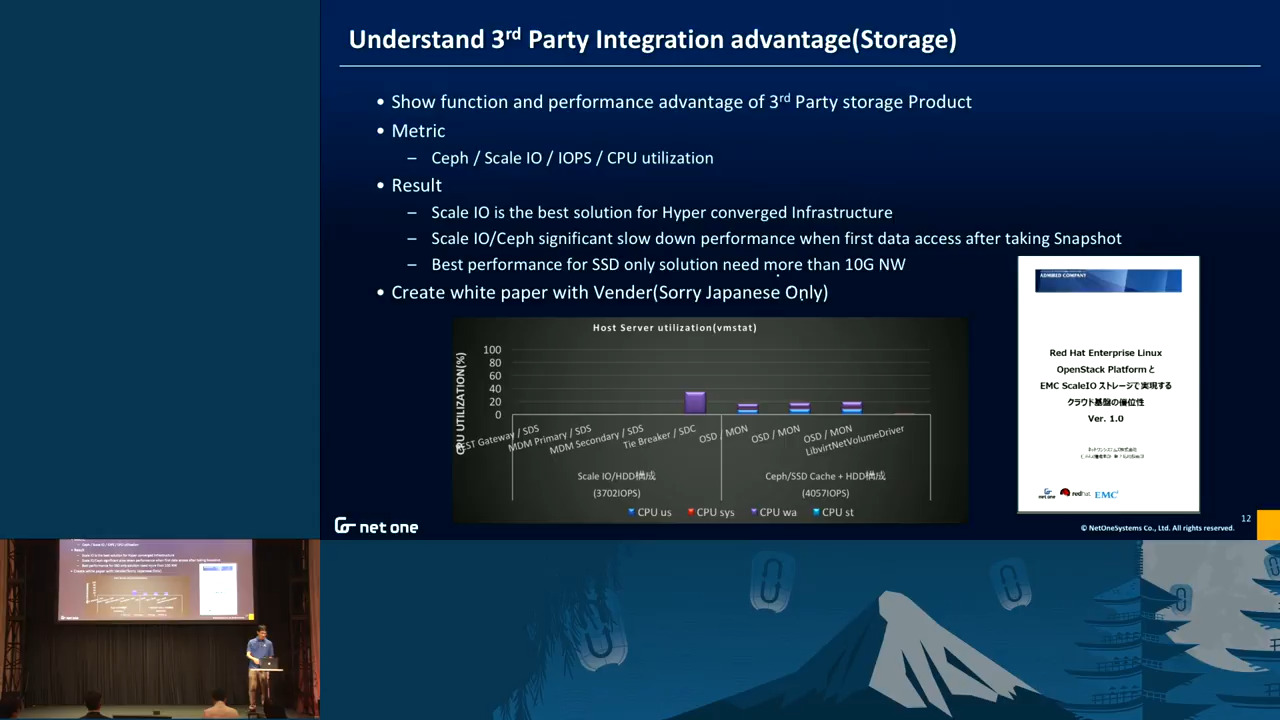 Understand 3rd Party Integration advantage(Storage)
• Show function and performance advantage of 3rd Party storage Product
• Metric
– Ceph / Scale IO / IOPS / CPU utilization
• Result
– Scale IO is the best solution for Hyper converged Infrastructure
– Scale IO/Ceph significant slow down performance when first data access after taking Snapshot
– Best performance for SSD only solution need more than 10G NW
• Create white paper with Vender(Sorry Japanese Only)
Host Server utilization(vmstat)
CPU UTILIZATION(%)
100
80
60
40
20
0
EST Gateway / SDS
MDM Primary / SDS
MDM Secondary / SDS
Tie Breaker / SDC
OSD / MON
OSD / MON
OSD / MON
LibvirtNetVolumeDriver
Scale IO/HDD構成
(3702IOPS)
Ceph/SSD Cache + HDD構成
(4057IOPS)
CPU us CPU sys CPU wa CPU st
ADMIRED COMPANY
Red Hat Enterprise Linux
OpenStack Platform と
EMC ScaleIO ストレージで実現する
クラウド基盤の優位性
Ver. 1.0
net one redhat EMC²
net one
© NetOneSystems Co., Ltd. All rights reserved.
12